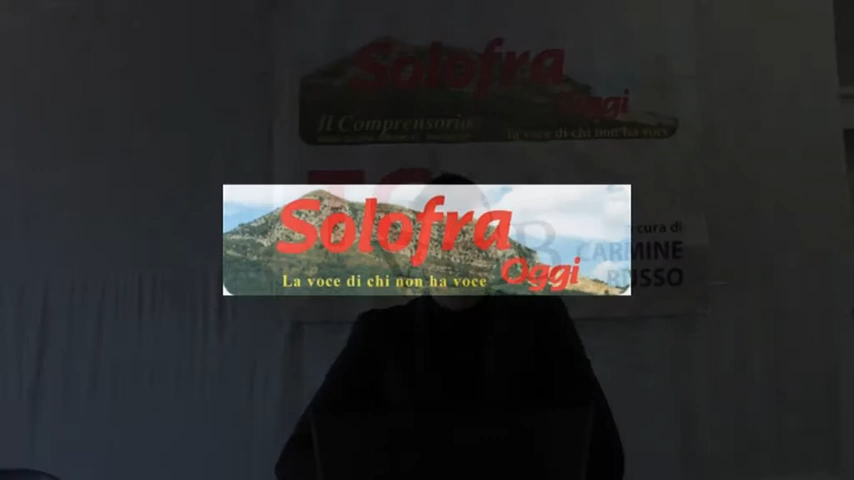 Solofra
Oggi
Il Comprensorio
la voce di chi non ha voce
Solofra
Oggi
La voce di chi non ha voce
a cura di
CARMINE
RUSSO